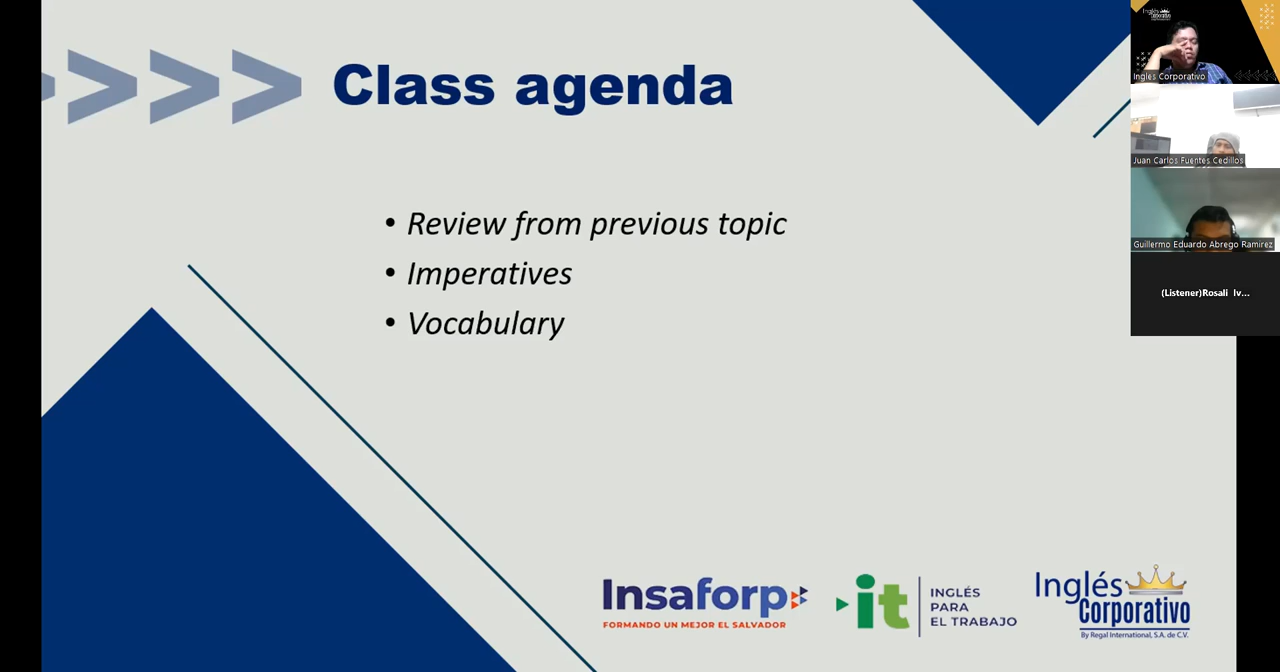 Class agenda
• Review from previous topic
• Imperatives
• Vocabulary
Insaforp
FORMANDO UN MEJOR EL SALVADOR
it
INGLÉS
PARA
EL TRABAJO
Inglés
Corporativo
By Regal International, S.A. de C.V.
Inglés
Corporativo
Ingles Corporativo
Juan Carlos Fuentes Cedillos
Guillermo Eduardo Abrego Ramirez
(Listener)Rosali Iv...